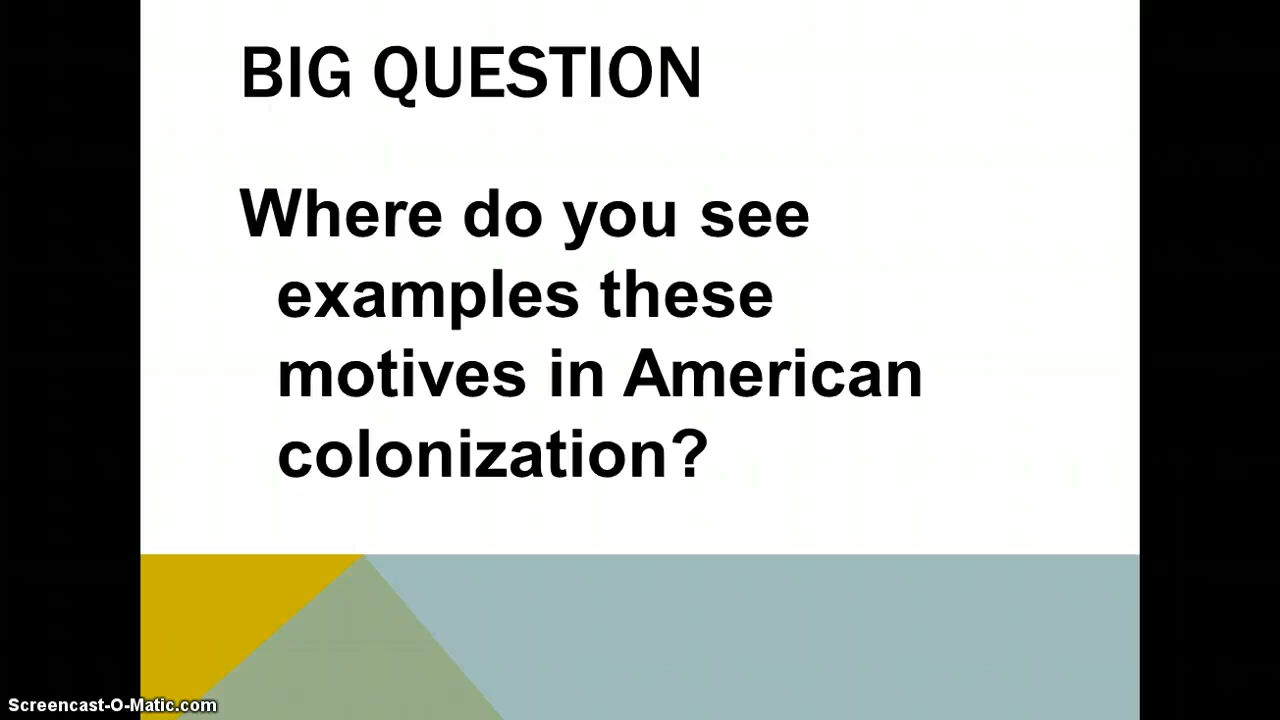 BIG QUESTION
Where do you see
examples these
motives in American
colonization?
Screencast-O-Matic.com